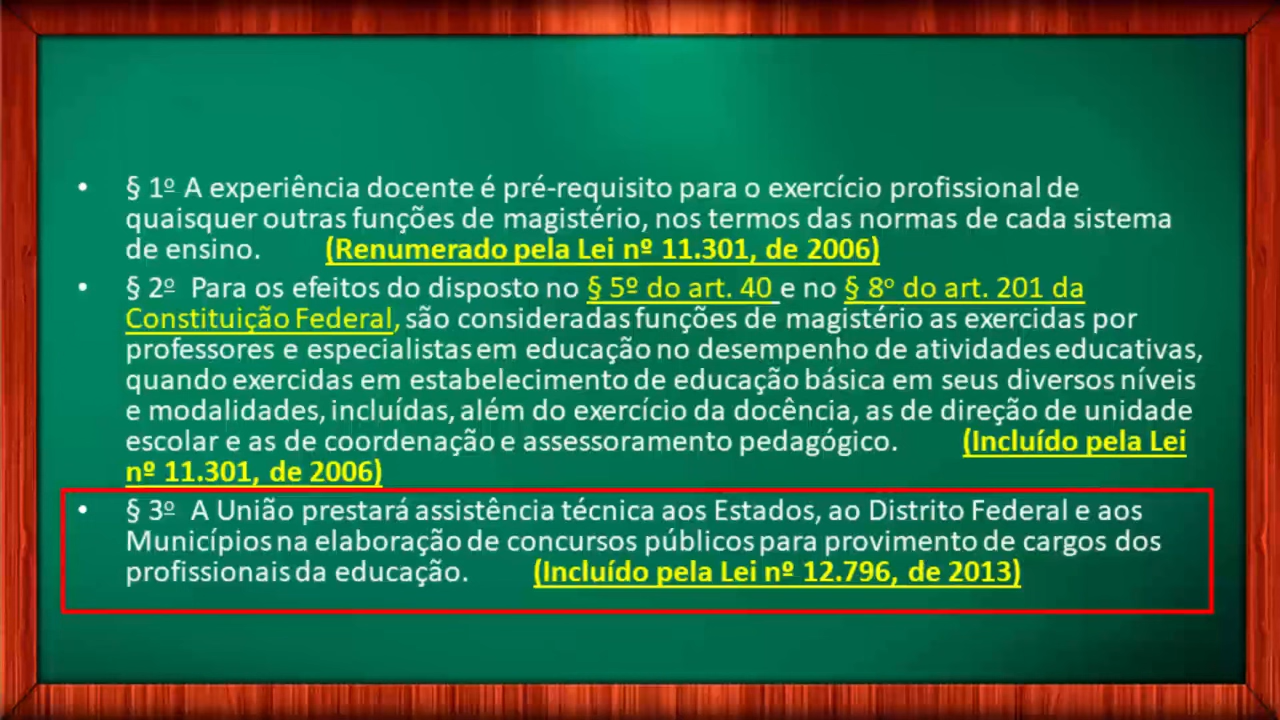 • § 1º A experiência docente é pré-requisito para o exercício profissional de
quaisquer outras funções de magistério, nos termos das normas de cada sistema
de ensino. (Renumerado pela Lei nº 11.301, de 2006)
• § 2º Para os efeitos do disposto no § 5º do art. 40 e no § 8º do art. 201 da
Constituição Federal, são consideradas funções de magistério as exercidas por
professores e especialistas em educação no desempenho de atividades educativas,
quando exercidas em estabelecimento de educação básica em seus diversos níveis
e modalidades, incluídas, além do exercício da docência, as de direção de unidade
escolar e as de coordenação e assessoramento pedagógico. (Incluído pela Lei
nº 11.301, de 2006)
• § 3º A União prestará assistência técnica aos Estados, ao Distrito Federal e aos
Municípios na elaboração de concursos públicos para provimento de cargos dos
profissionais da educação. (Incluído pela Lei nº 12.796, de 2013)